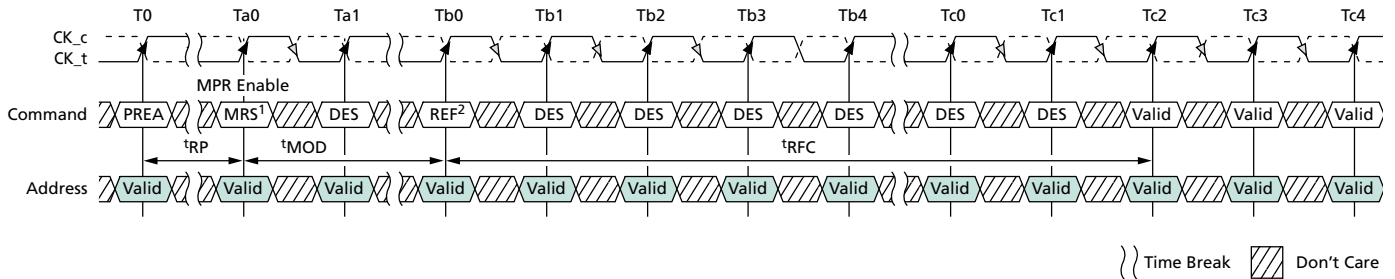 T0 Ta0 Ta1 Tb0 Tb1 Tb2 Tb3 Tb4 Tc0 Tc1 Tc2 Tc3 Tc4
CK_c
CK_t
MPR Enable
Command PREA MRS¹ DES REF² DES DES DES DES DES DES Valid Valid Valid
tRP tMOD tRFC
Address Valid Valid Valid Valid Valid Valid Valid Valid Valid Valid Valid Valid Valid
Time Break Don't Care